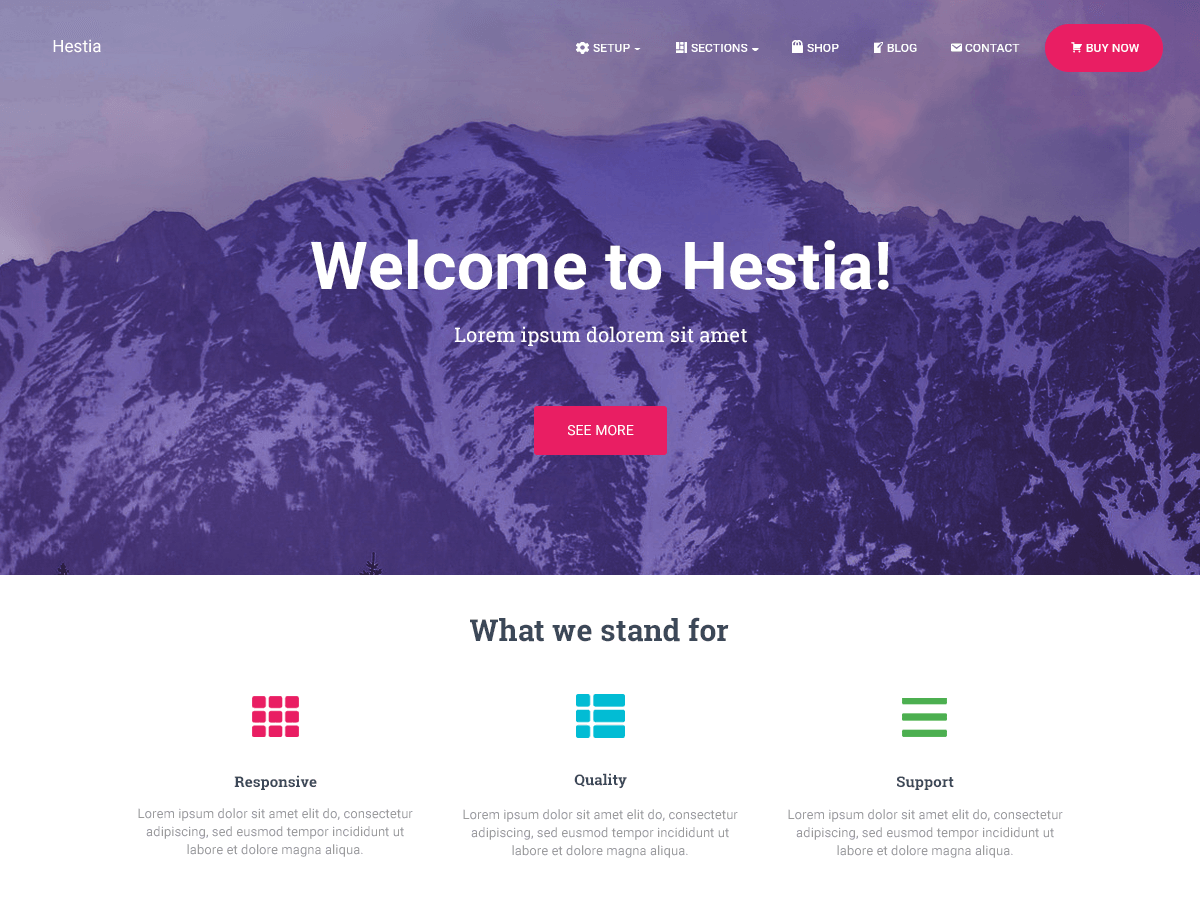 Hestia
SETUP
SECTIONS
SHOP
BLOG
CONTACT
BUY NOW
Welcome to Hestia!
Lorem ipsum dolorem sit amet
SEE MORE
What we stand for
Responsive
Lorem ipsum dolor sit amet elit do, consectetur
adipiscing, sed eusmod tempor incididunt ut
labore et dolore magna aliqua.
Quality
Lorem ipsum dolor sit amet elit do, consectetur
adipiscing, sed eusmod tempor incididunt ut
labore et dolore magna aliqua.
Support
Lorem ipsum dolor sit amet elit do, consectetur
adipiscing, sed eusmod tempor incididunt ut
labore et dolore magna aliqua.